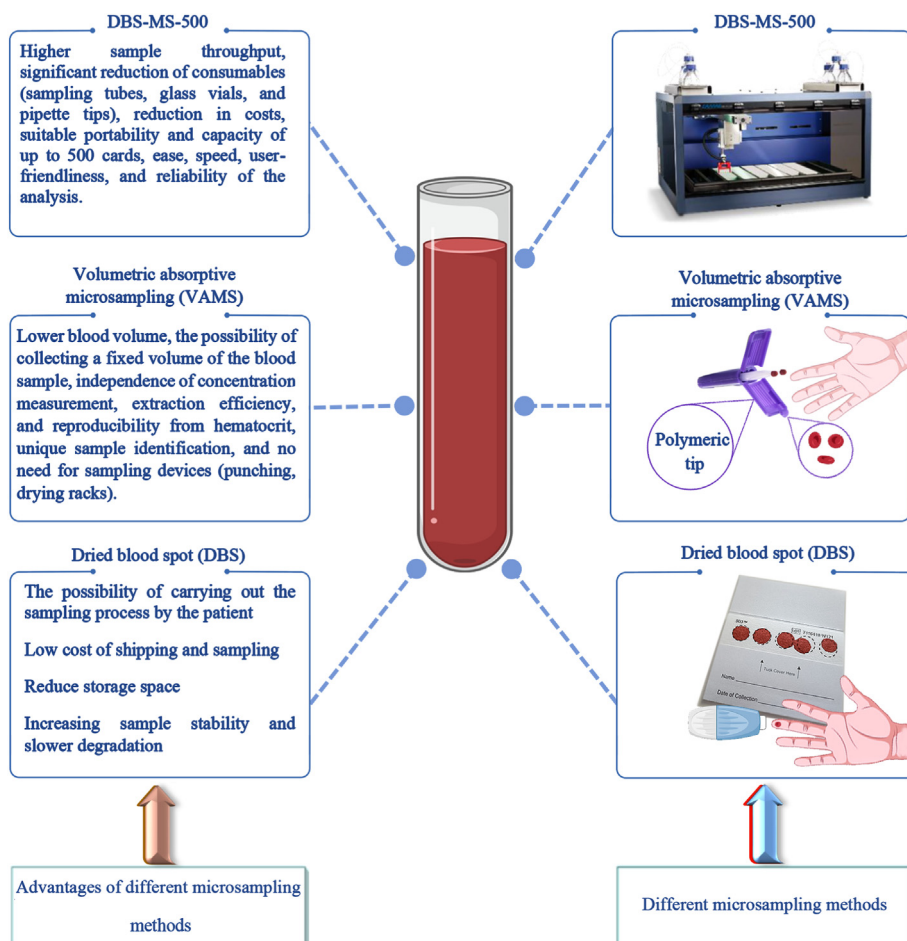 DBS-MS-500
Higher sample throughput,
significant reduction of consumables
(sampling tubes, glass vials, and
pipette tips), reduction in costs,
suitable portability and capacity of
up to 500 cards, ease, speed, user-
friendliness, and reliability of the
analysis.
DBS-MS-500
Volumetric absorptive
microsampling (VAMS)
Lower blood volume, the possibility of
collecting a fixed volume of the blood
sample, independence of concentration
measurement, extraction efficiency,
and reproducibility from hematocrit,
unique sample identification, and no
need for sampling devices (punching,
drying racks).
Volumetric absorptive
microsampling (VAMS)
Polymeric
tip
Dried blood spot (DBS)
The possibility of carrying out the
sampling process by the patient
Low cost of shipping and sampling
Reduce storage space
Increasing sample stability and
slower degradation
Dried blood spot (DBS)
Tuck Cover Here
Name
Date of Collection
Advantages of different microsampling
methods
Different microsampling methods